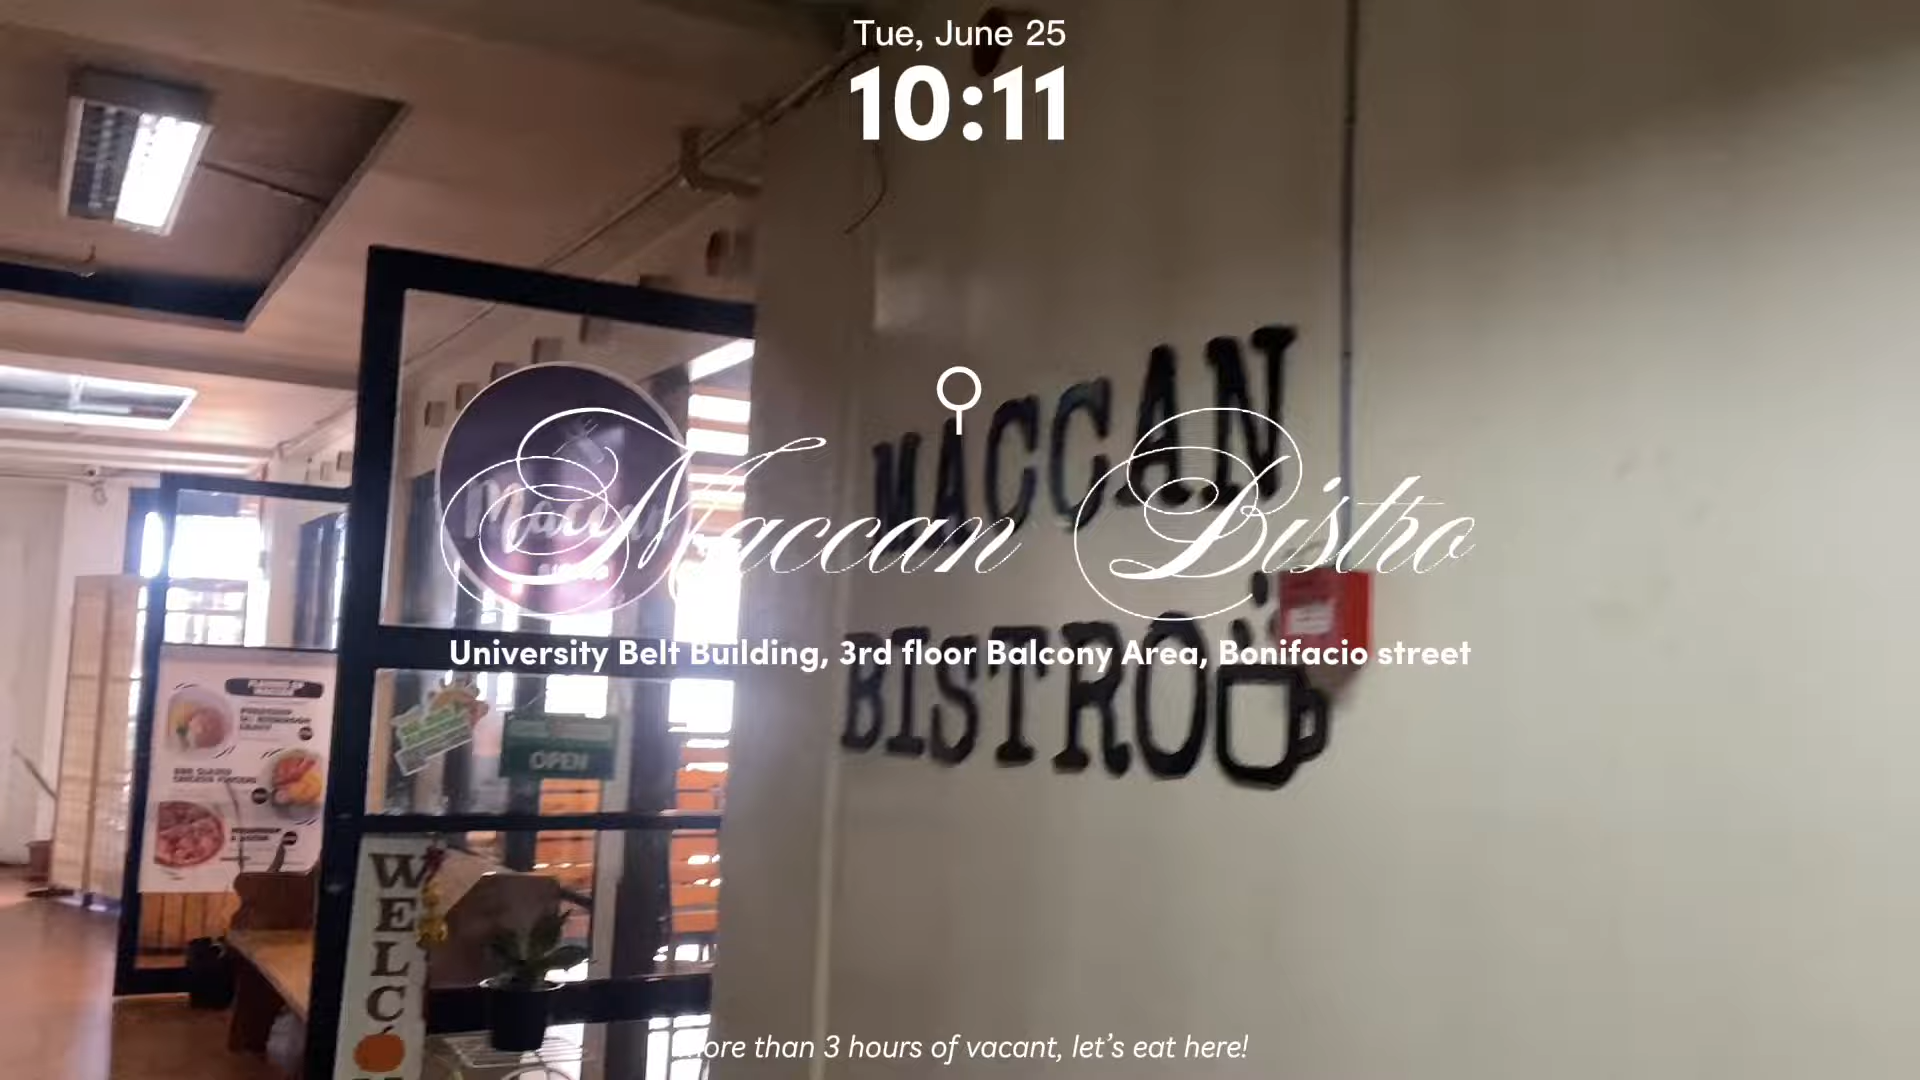 Tue, June 25
10:11
MACCAN
Maccan Bistro
Maccan
University Belt Building, 3rd floor Balcony Area, Bonifacio street
BISTRO
OPEN
WELC
more than 3 hours of vacant, let’s eat here!